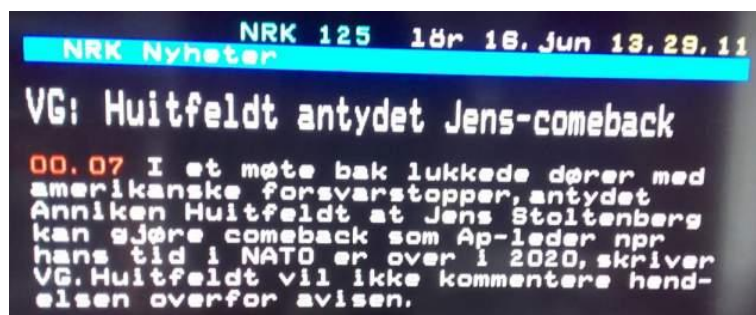 NRK 125 lör 16. jun 13.29.11
NRK Nyheter
VG: Huitfeldt antydet Jens-comeback
00.07 I et møte bak lukkede dører med
amerikanske forsvarstopper, antydet
Anniken Huitfeldt at Jens Stoltenberg
kan gjøre comeback som Ap-leder npr
hans tid i NATO er over i 2020, skriver
VG. Huitfeldt vil ikke kommentere hend-
elsen overfor avisen.